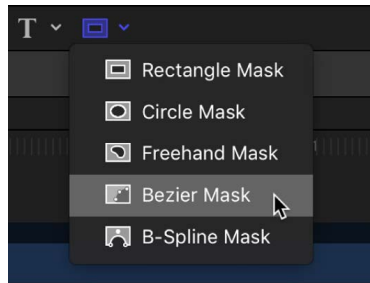 T
Rectangle Mask
Circle Mask
Freehand Mask
Bezier Mask
B-Spline Mask